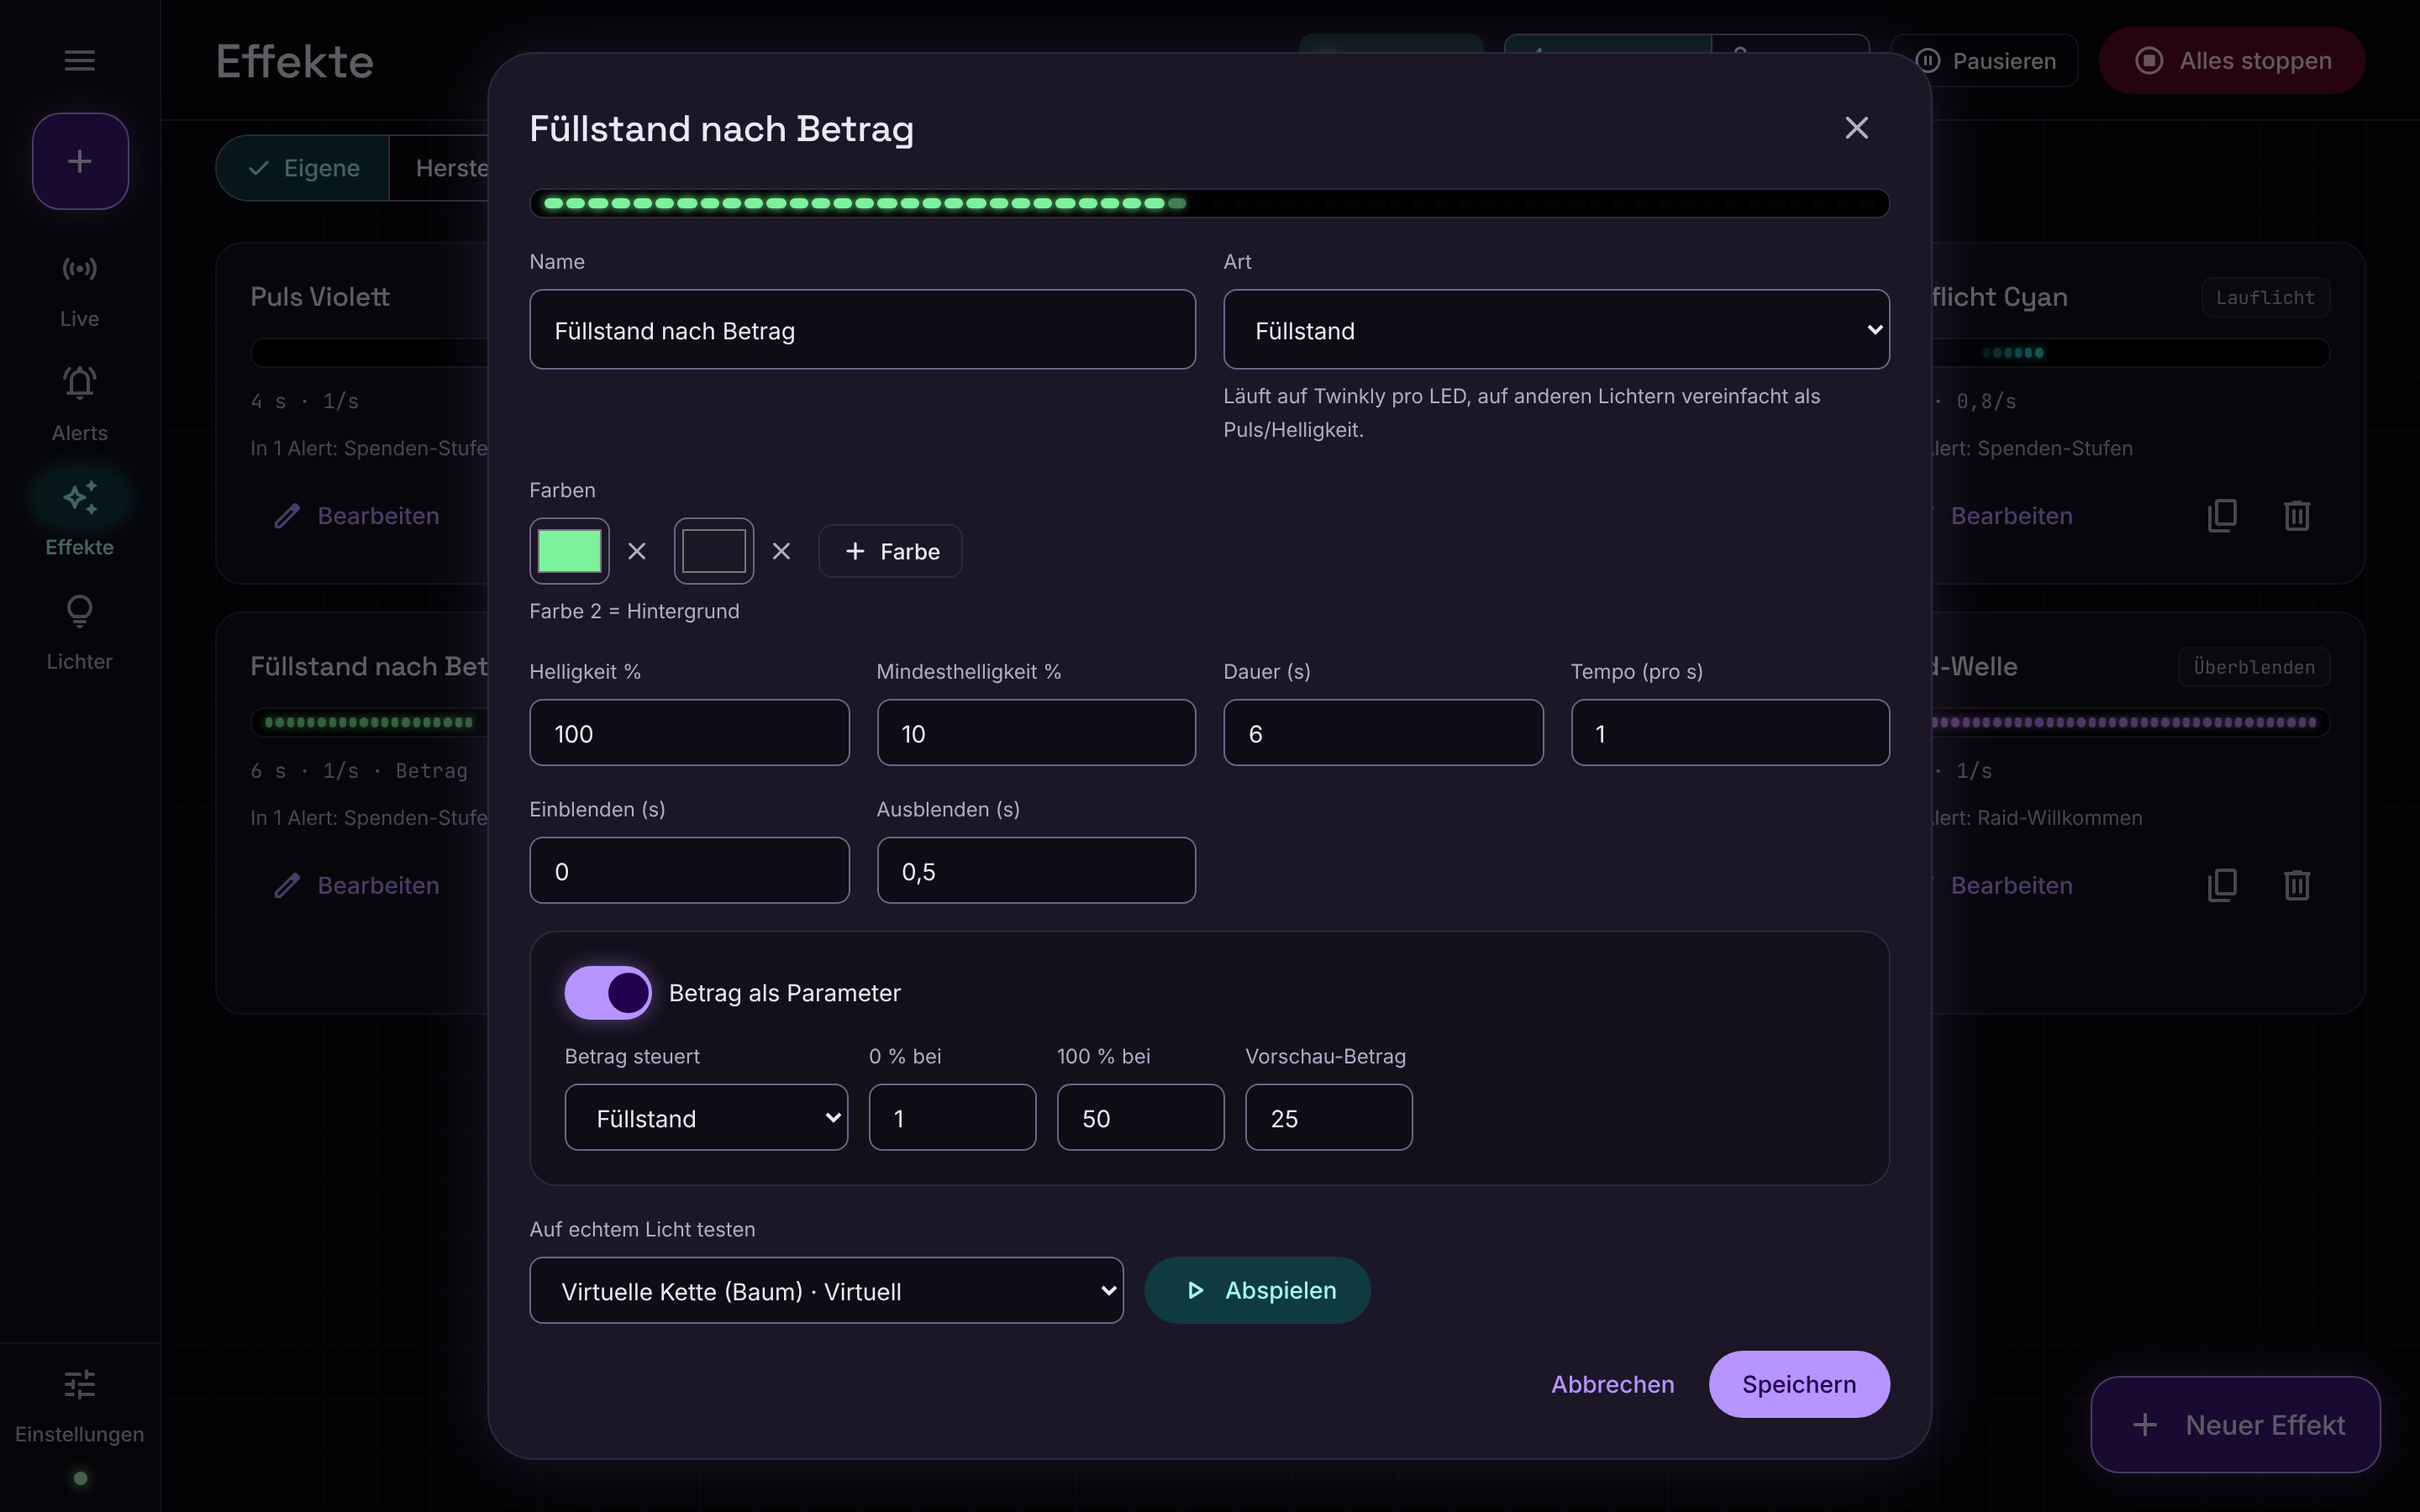 Effekte
Pausieren
Alles stoppen
Eigene
Herste
Live
Alerts
Effekte
Lichter
Einstellungen
Puls Violett
4 s · 1/s
In 1 Alert: Spenden-Stufe
Bearbeiten
Füllstand nach Bet
6 s · 1/s · Betrag
In 1 Alert: Spenden-Stufe
Bearbeiten
Füllstand nach Betrag
Name
Füllstand nach Betrag
Art
Füllstand
Läuft auf Twinkly pro LED, auf anderen Lichtern vereinfacht als
Puls/Helligkeit.
Farben
Farbe
Farbe 2 = Hintergrund
Helligkeit %
Mindesthelligkeit %
Dauer (s)
Tempo (pro s)
100
10
6
1
Einblenden (s)
Ausblenden (s)
0
0,5
Betrag als Parameter
Betrag steuert
0 % bei
100 % bei
Vorschau-Betrag
Füllstand
1
50
25
Auf echtem Licht testen
Virtuelle Kette (Baum) · Virtuell
Abspielen
Abbrechen
Speichern
flicht Cyan
Lauflicht
· 0,8/s
lert: Spenden-Stufen
Bearbeiten
d-Welle
Überblenden
· 1/s
lert: Raid-Willkommen
Bearbeiten
Neuer Effekt